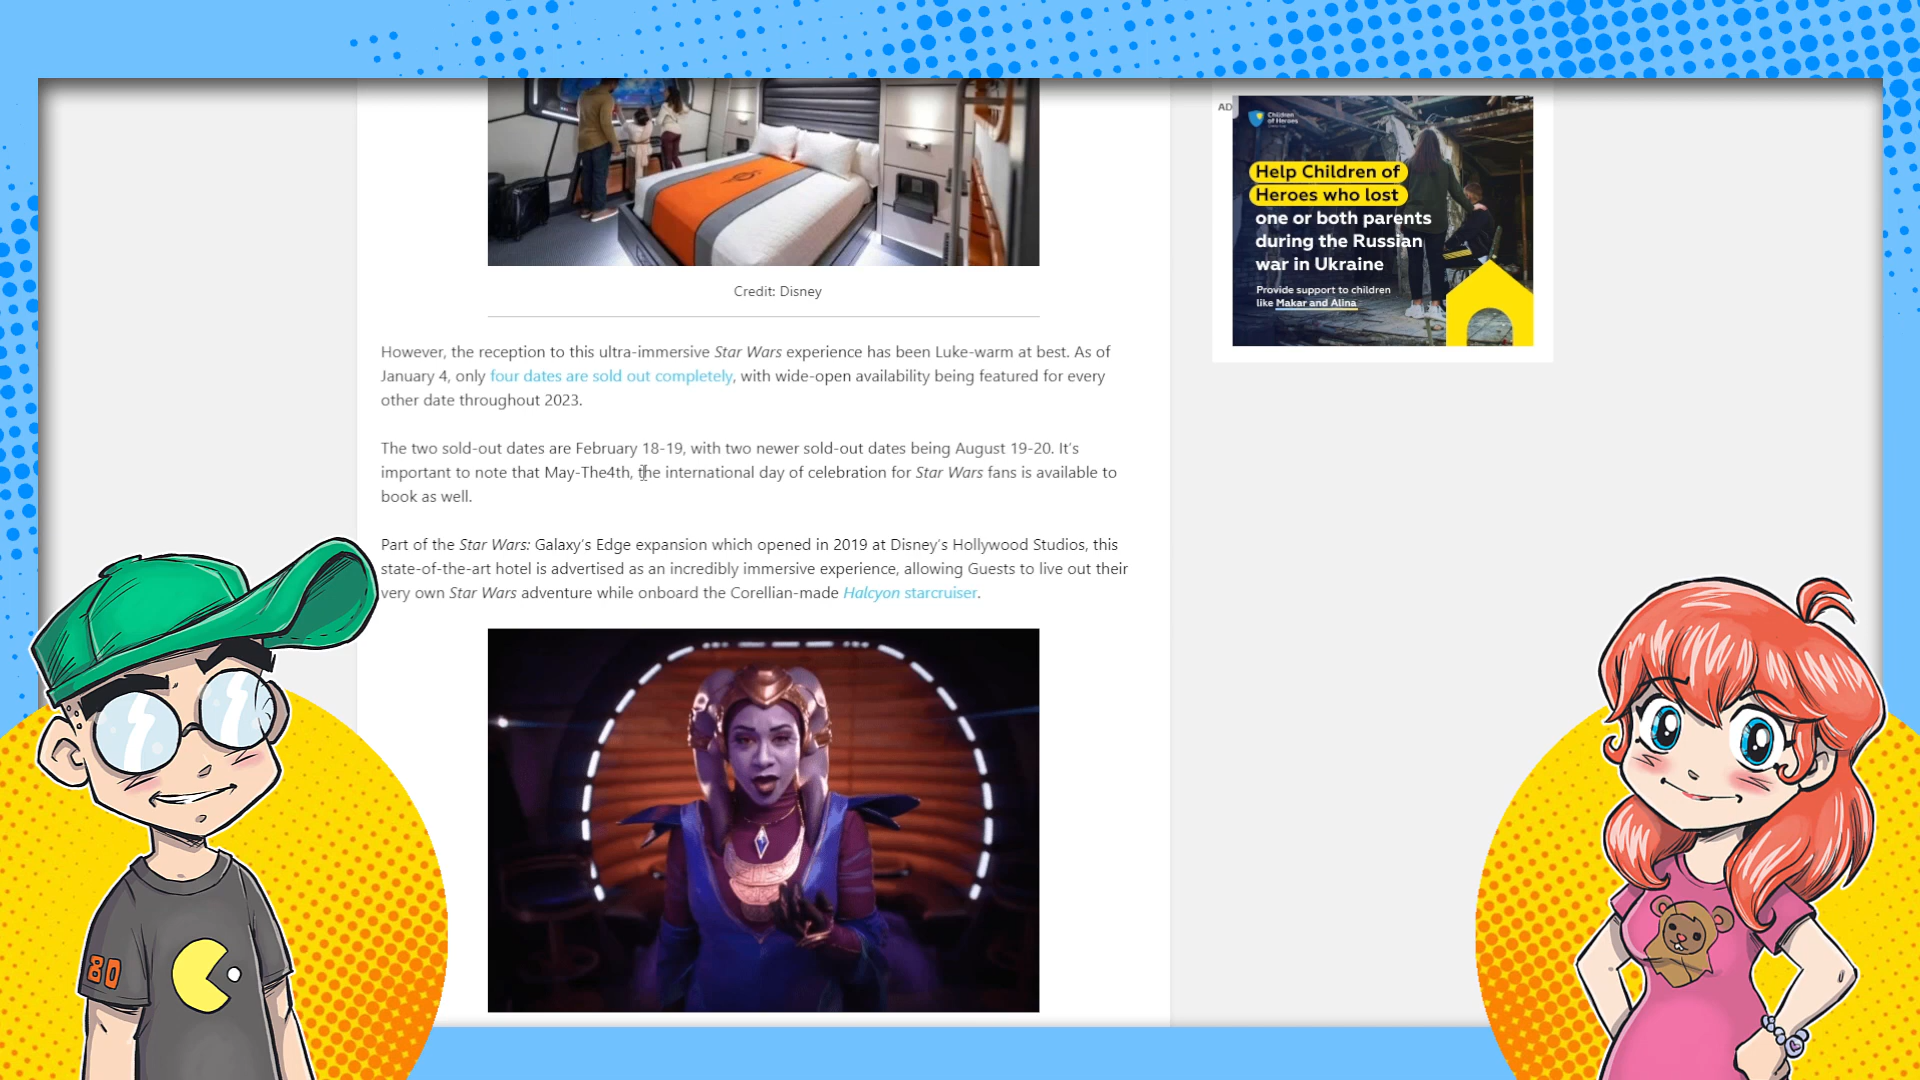 Credit: Disney
However, the reception to this ultra-immersive Star Wars experience has been Luke-warm at best. As of
January 4, only four dates are sold out completely, with wide-open availability being featured for every
other date throughout 2023.
The two sold-out dates are February 18-19, with two newer sold-out dates being August 19-20. It's
important to note that May-The4th, the international day of celebration for Star Wars fans is available to
book as well.
Part of the Star Wars: Galaxy's Edge expansion which opened in 2019 at Disney's Hollywood Studios, this
state-of-the-art hotel is advertised as an incredibly immersive experience, allowing Guests to live out their
very own Star Wars adventure while onboard the Corellian-made Halcyon starcruiser.
AD
Children
of Heroes
Help Children of
Heroes who lost
one or both parents
during the Russian
war in Ukraine
Provide support to children
like Makar and Alina
80